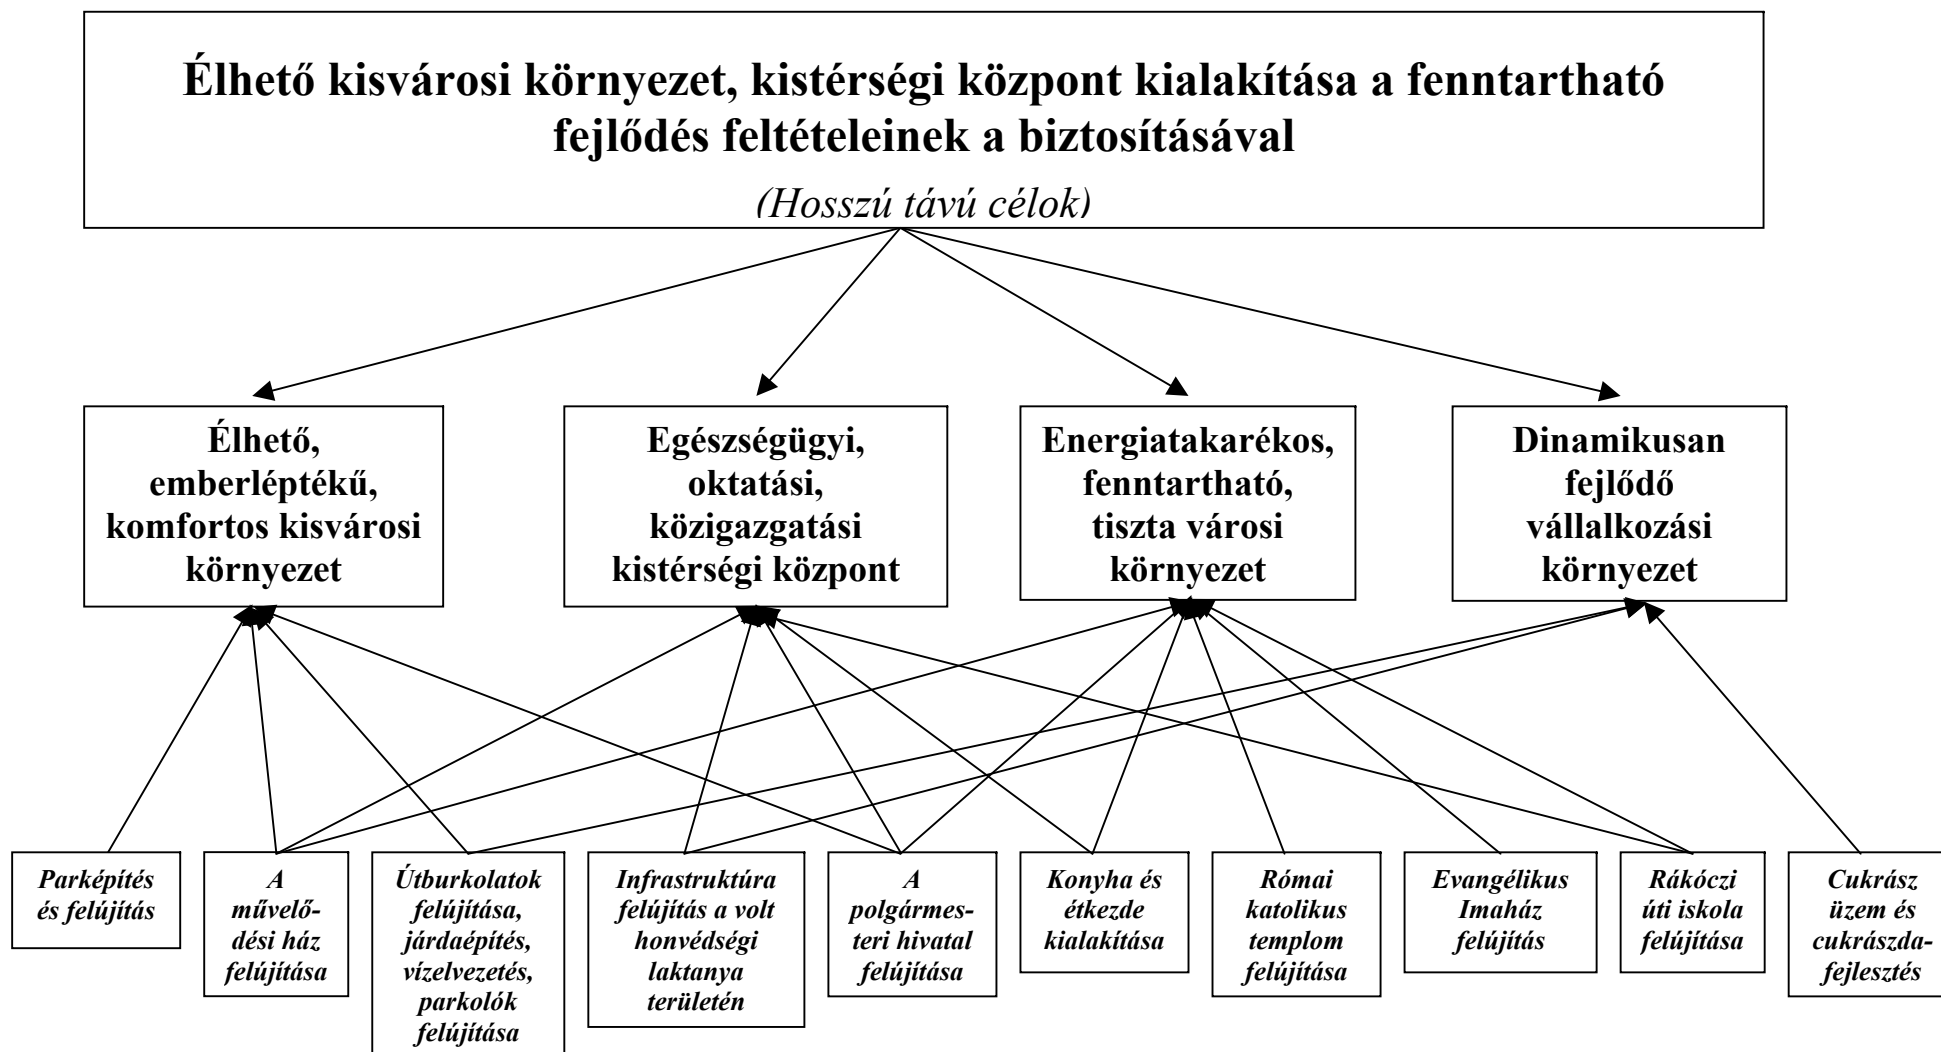 Élhető kisvárosi környezet, kistérségi központ kialakítása a fenntartható
fejlődés feltételeinek a biztosításával
(Hosszú távú célok)
Élhető,
emberléptékű,
komfortos kisvárosi
környezet
Egészségügyi,
oktatási,
közigazgatási
kistérségi központ
Energiatakarékos,
fenntartható,
tiszta városi
környezet
Dinamikusan
fejlődő
vállalkozási
környezet
Parképítés
és felújítás
A
művelő-
dési ház
felújítása
Útburkolatok
felújítása,
járdaépítés,
vízelvezetés,
parkolók
felújítása
Infrastruktúra
felújítás a volt
honvédségi
laktanya
területén
A
polgármes-
teri hivatal
felújítása
Konyha és
étkezde
kialakítása
Római
katolikus
templom
felújítása
Evangélikus
Imaház
felújítás
Rákóczi
úti iskola
felújítása
Cukrász
üzem és
cukrászda-
fejlesztés